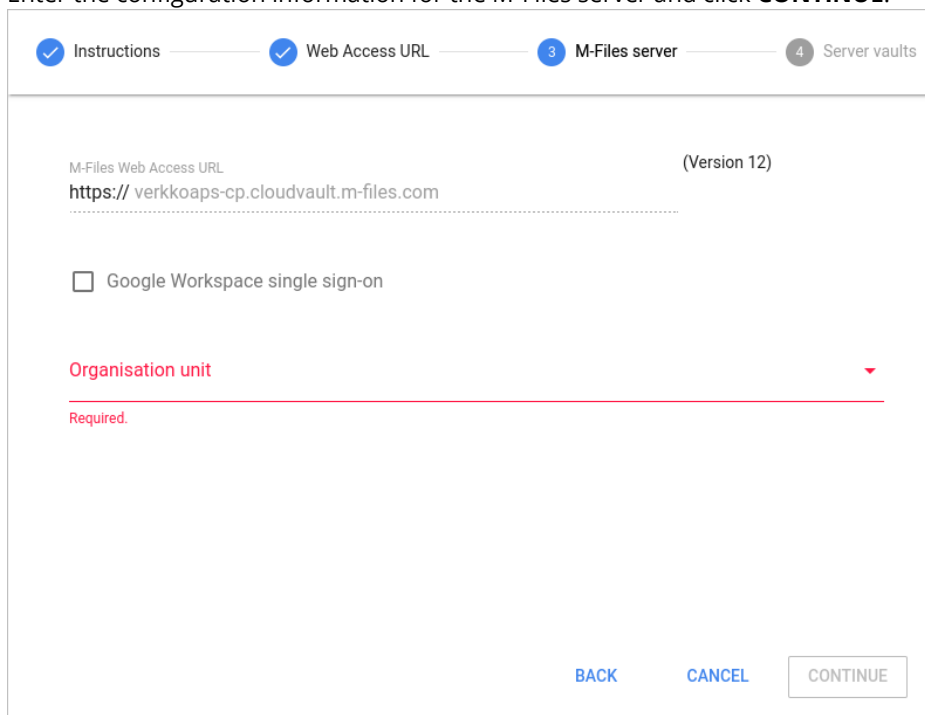 Enter the configuration information for the M-Files server and click CONTINUE.
Instructions
Web Access URL
3 M-Files server
4 Server vaults
M-Files Web Access URL
(Version 12)
https:// verkkoaps-cp.cloudvault.m-files.com
Google Workspace single sign-on
Organisation unit
Required.
BACK CANCEL CONTINUE